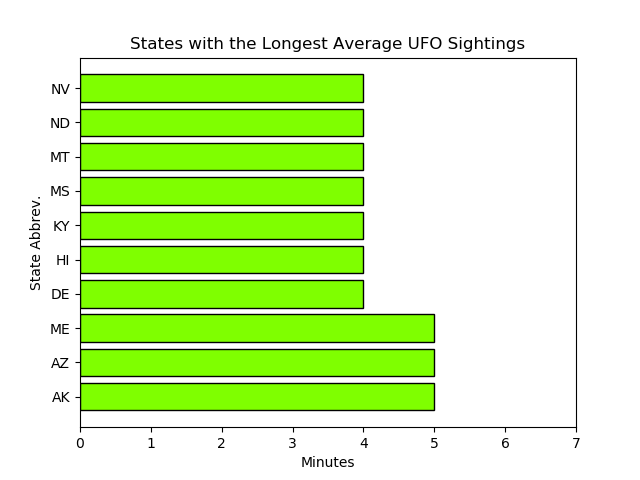 States with the Longest Average UFO Sightings
State Abbrev.
NV
ND
MT
MS
KY
HI
DE
ME
AZ
AK
0 1 2 3 4 5 6 7
Minutes